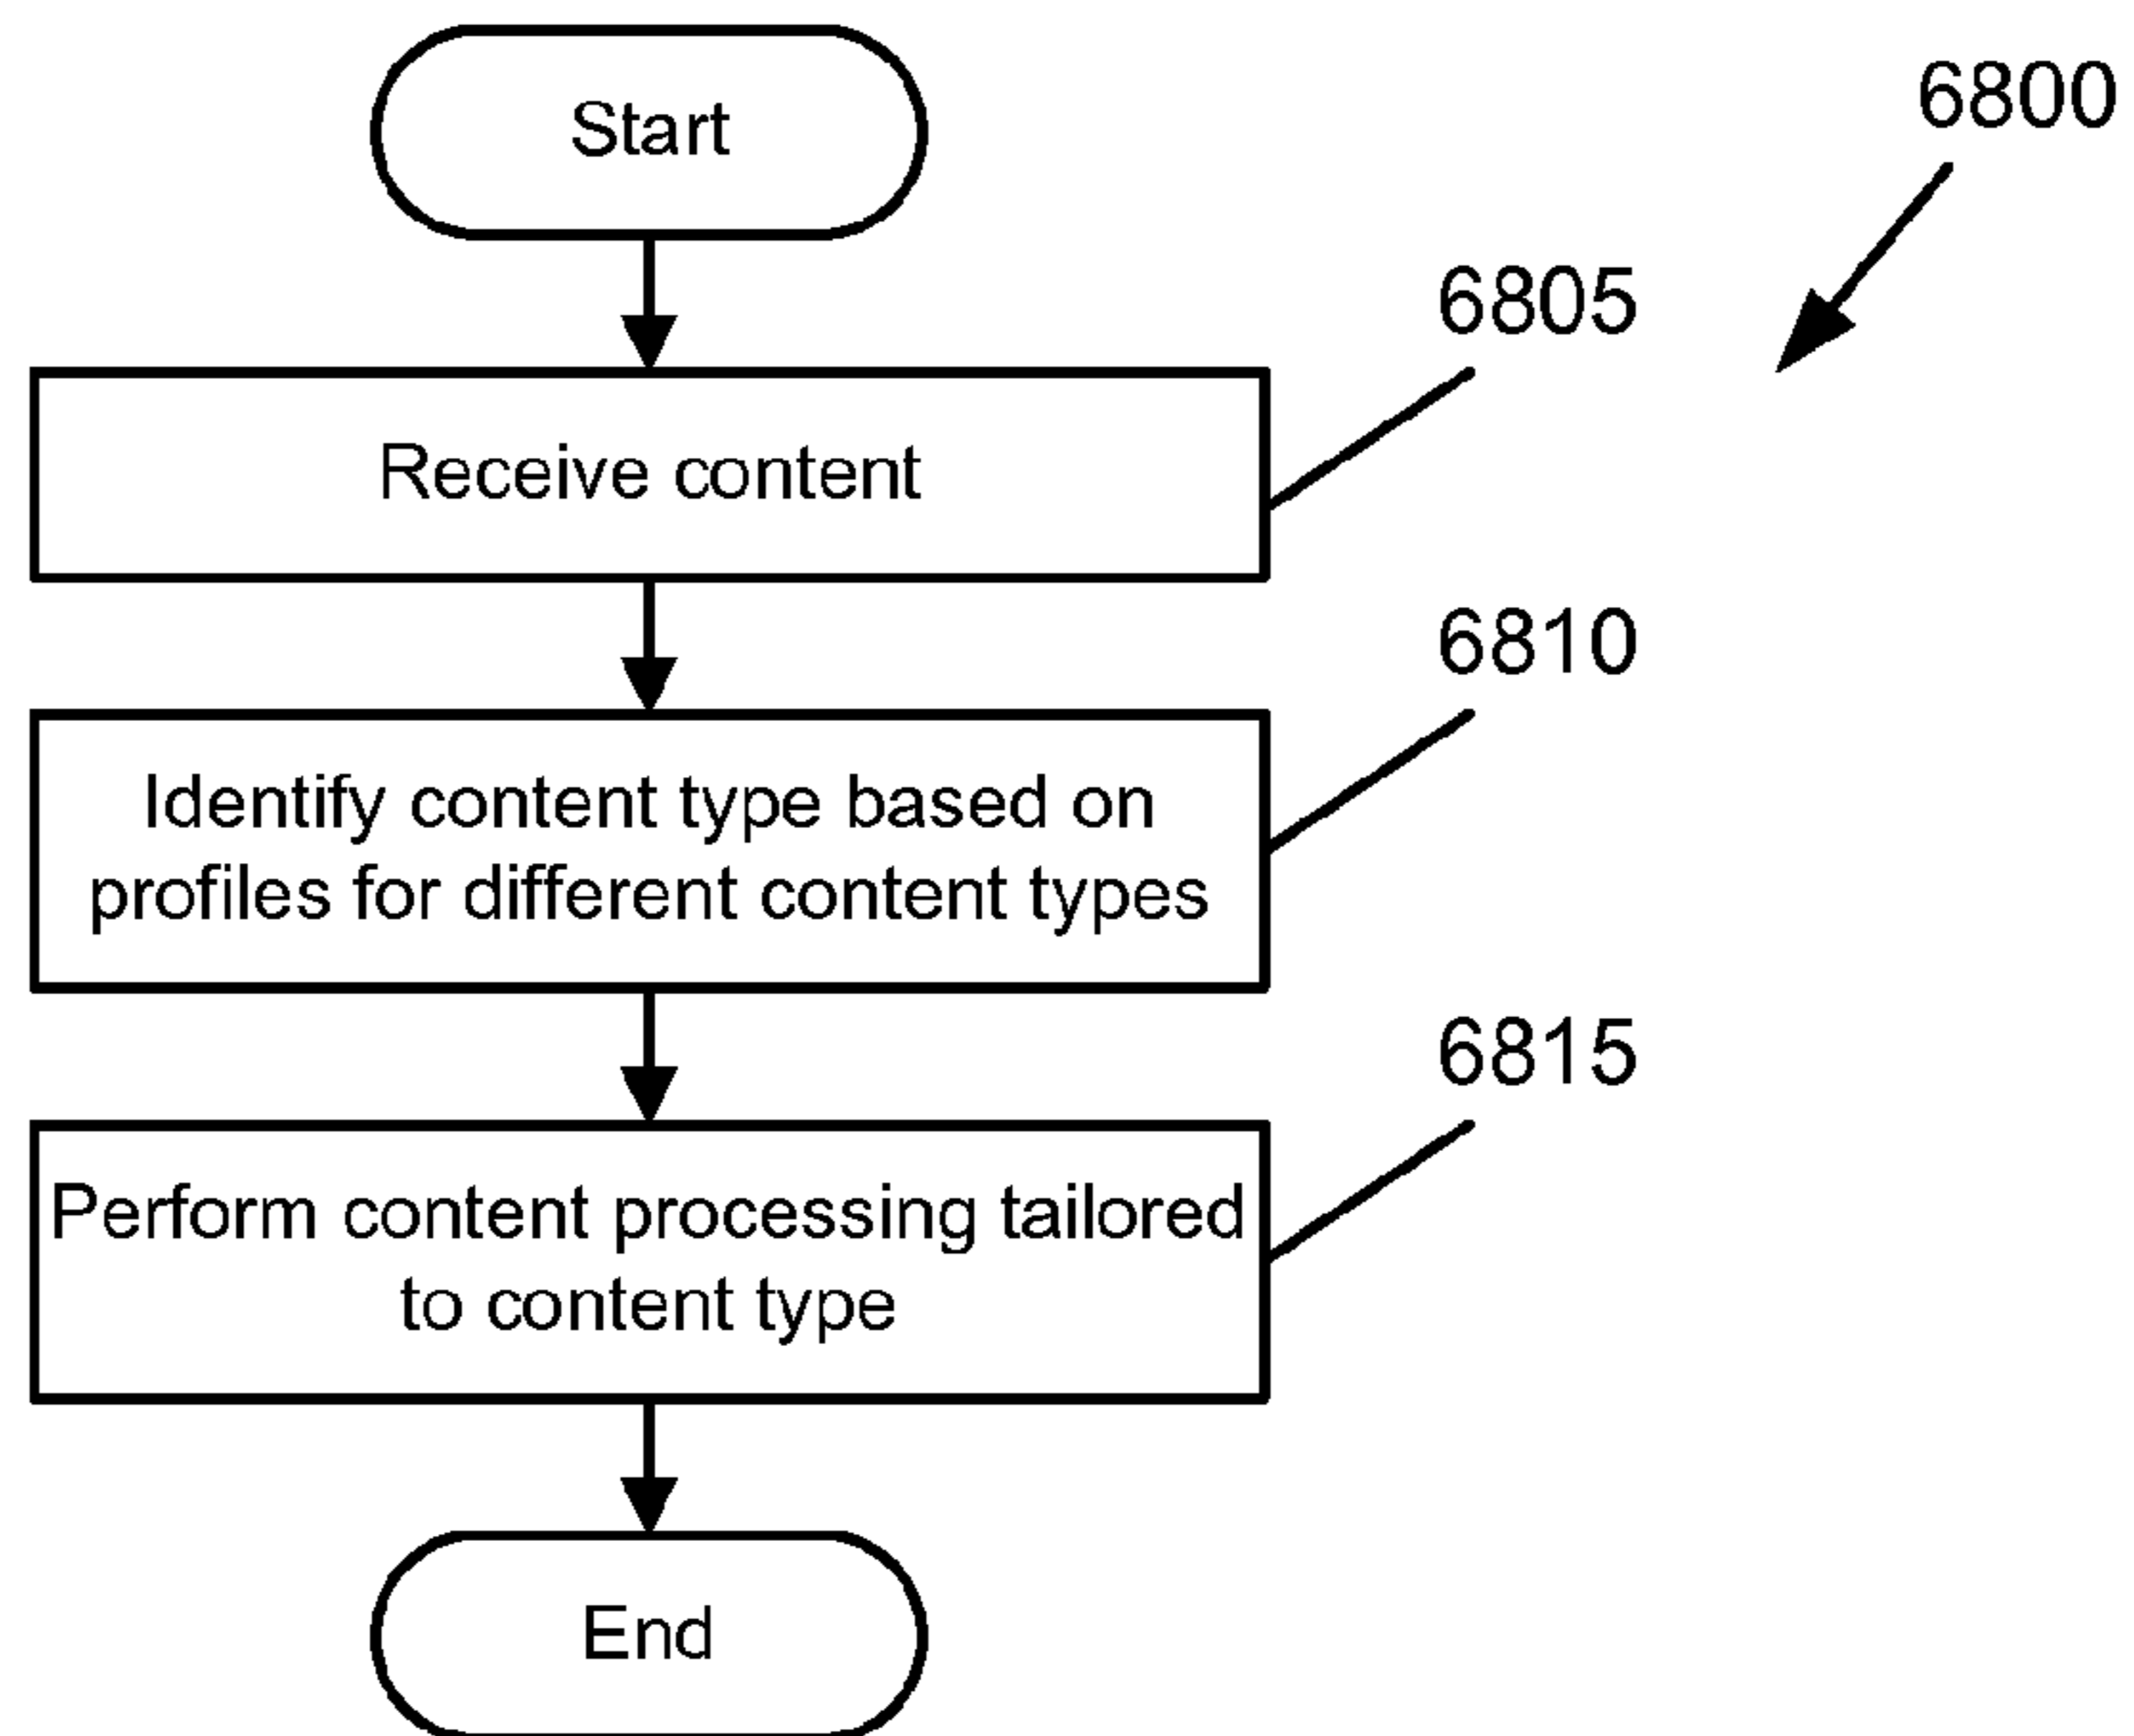 Start
6800
6805
Receive content
6810
Identify content type based on
profiles for different content types
6815
Perform content processing tailored
to content type
End